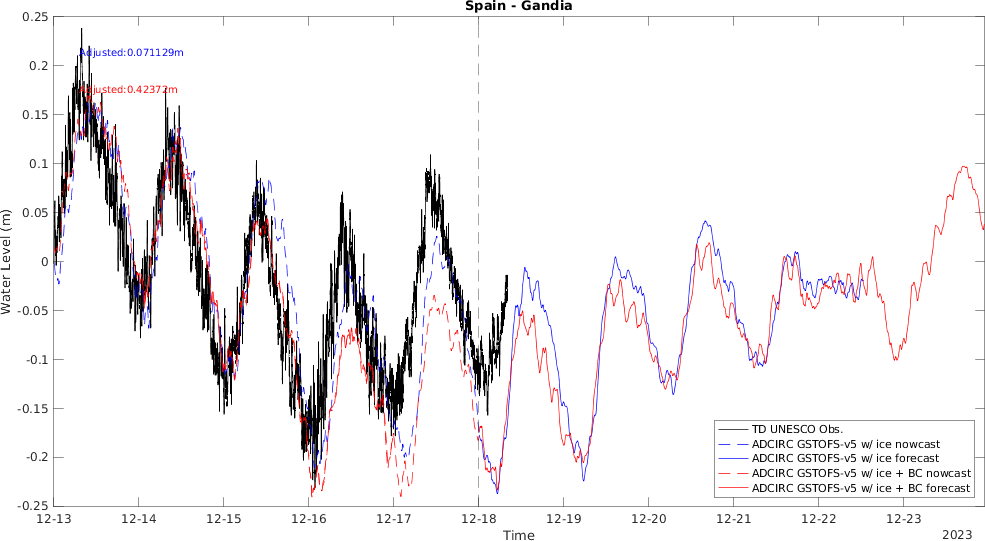 Spain - Gandia
0.25
0.2
0.15
0.1
0.05
0
-0.05
-0.1
-0.15
-0.2
-0.25
Water Level (m)
Adjusted:0.071129m
Adjusted:0.42372m
TD UNESCO Obs.
ADCIRC GSTOFS-v5 w/ ice nowcast
ADCIRC GSTOFS-v5 w/ ice forecast
ADCIRC GSTOFS-v5 w/ ice + BC nowcast
ADCIRC GSTOFS-v5 w/ ice + BC forecast
12-13 12-14 12-15 12-16 12-17 12-18 12-19 12-20 12-21 12-22 12-23
Time
2023